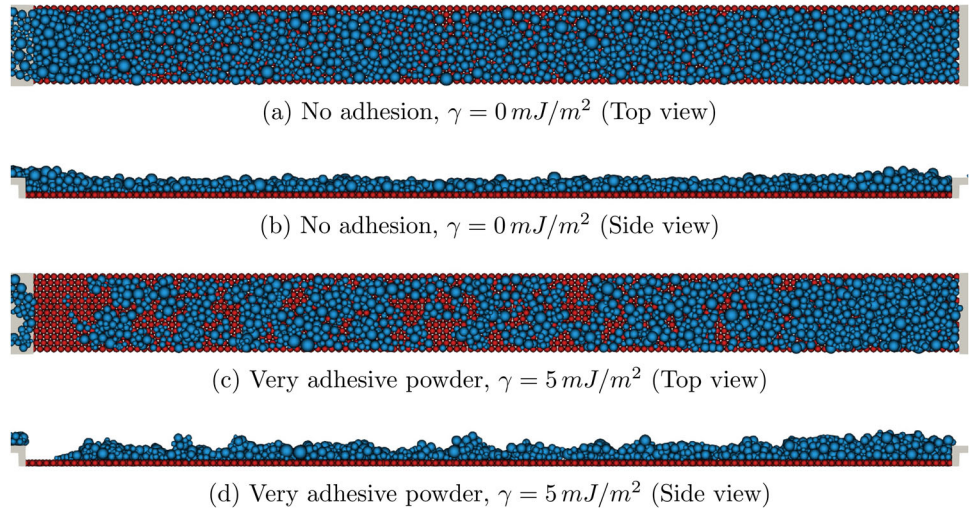 (a) No adhesion, γ = 0 mJ/m² (Top view)
(b) No adhesion, γ = 0 mJ/m² (Side view)
(c) Very adhesive powder, γ = 5 mJ/m² (Top view)
(d) Very adhesive powder, γ = 5 mJ/m² (Side view)